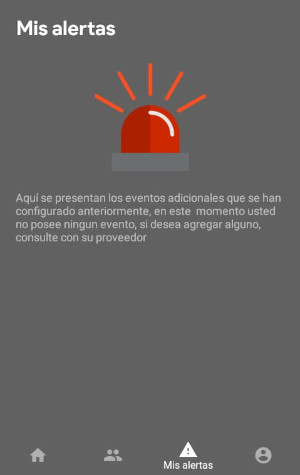 Mis alertas
Aquí se presentan los eventos adicionales que se han
configurado anteriormente, en este momento usted
no posee ningun evento, si desea agregar alguno,
consulte con su proveedor
Mis alertas